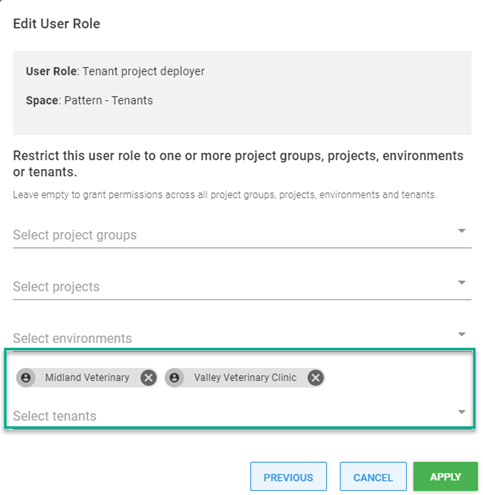 Edit User Role
User Role: Tenant project deployer
Space: Pattern - Tenants
Restrict this user role to one or more project groups, projects, environments
or tenants.
Leave empty to grant permissions across all project groups, projects, environments and tenants.
Select project groups
Select projects
Select environments
Midland Veterinary Valley Veterinary Clinic
Select tenants
PREVIOUS CANCEL APPLY